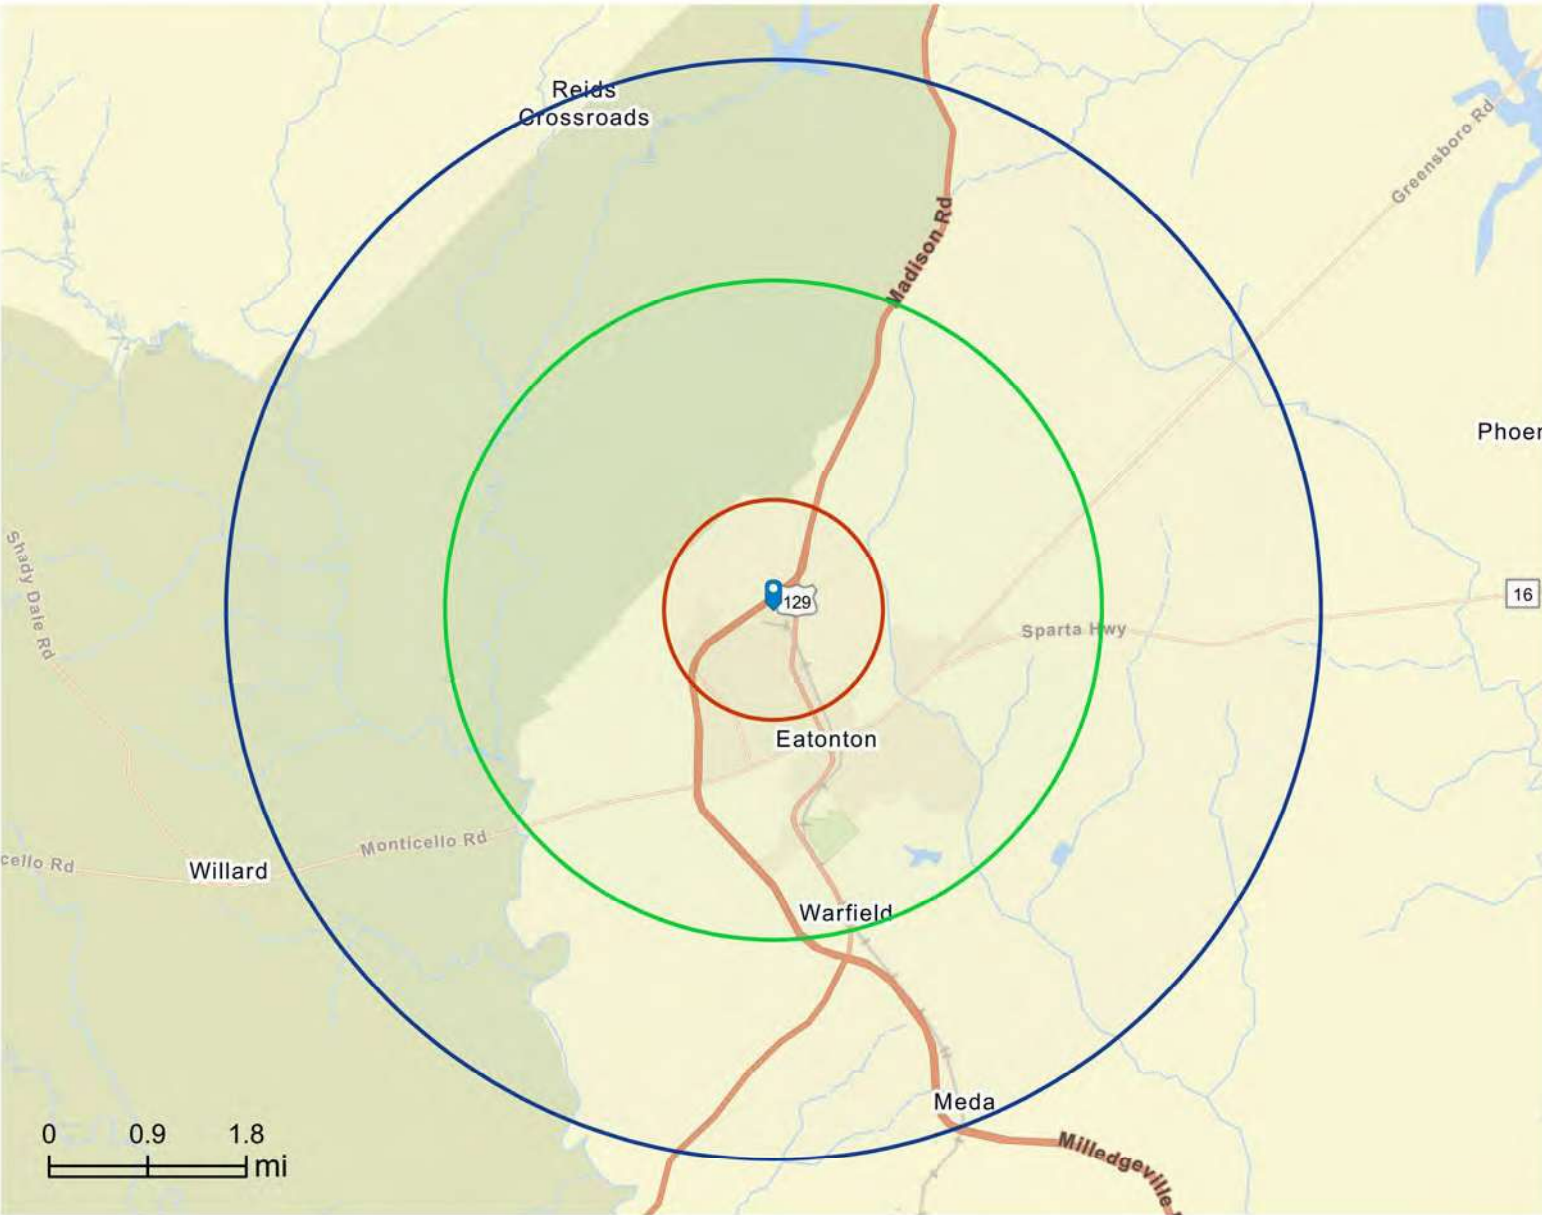 Reids
Crossroads
Greensboro Rd
Madison Rd
Phoer
Shady Dale Rd
129
16
Sparta Hwy
Eatonton
Monticello Rd
cello Rd
Willard
Warfield
Meda
0 0.9 1.8
mi
Milledgeville